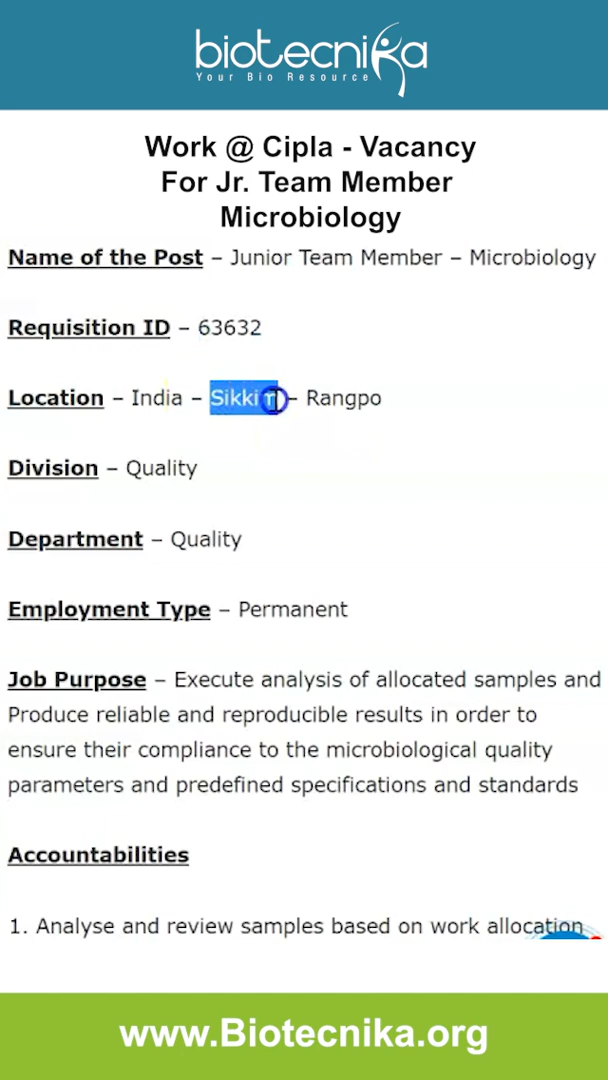 biotecnika
Your Bio Resource
Work @ Cipla - Vacancy
For Jr. Team Member
Microbiology
Name of the Post – Junior Team Member – Microbiology
Requisition ID – 63632
Location – India – Sikkim – Rangpo
Division – Quality
Department – Quality
Employment Type – Permanent
Job Purpose – Execute analysis of allocated samples and
Produce reliable and reproducible results in order to
ensure their compliance to the microbiological quality
parameters and predefined specifications and standards
Accountabilities
1. Analyse and review samples based on work allocation
www.Biotecnika.org